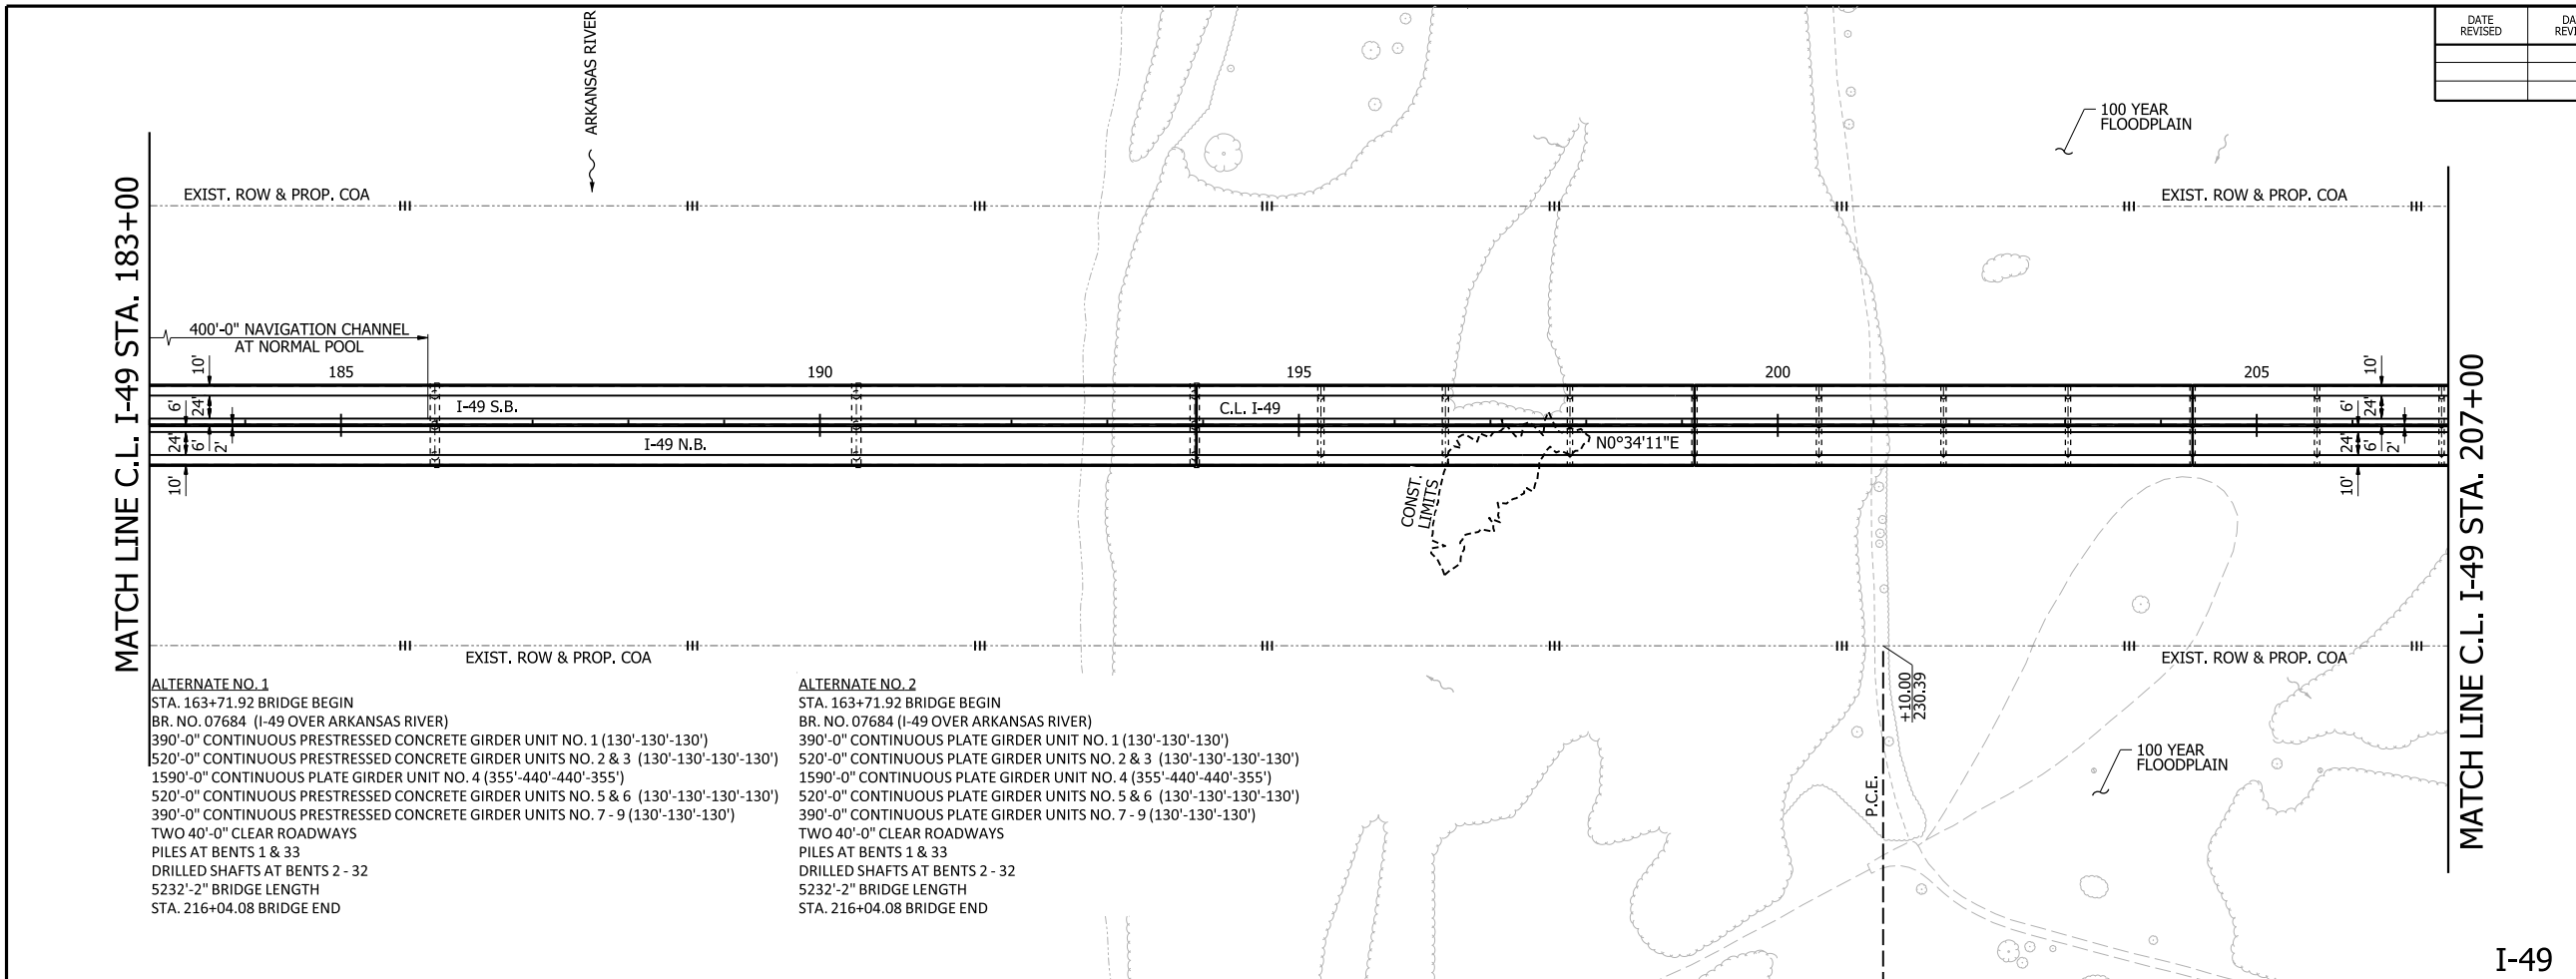 DATE
REVISED
DA
REVI
ARKANSAS RIVER
100 YEAR
FLOODPLAIN
EXIST. ROW & PROP. COA
EXIST. ROW & PROP. COA
MATCH LINE C.L. I-49 STA. 183+00
400'-0" NAVIGATION CHANNEL
AT NORMAL POOL
185
190
195
200
205
10'
24'
6'
I-49 S.B.
C.L. I-49
24'
6'
2'
I-49 N.B.
N0°34'11"E
10'
10'
24'
6'
24'
6'
2'
10'
CONST.
LIMITS
MATCH LINE C.L. I-49 STA. 207+00
EXIST. ROW & PROP. COA
EXIST. ROW & PROP. COA
+10.00
230.39
P.C.E.
100 YEAR
FLOODPLAIN
ALTERNATE NO. 1
STA. 163+71.92 BRIDGE BEGIN
BR. NO. 07684 (I-49 OVER ARKANSAS RIVER)
390'-0" CONTINUOUS PRESTRESSED CONCRETE GIRDER UNIT NO. 1 (130'-130'-130')
520'-0" CONTINUOUS PRESTRESSED CONCRETE GIRDER UNITS NO. 2 & 3 (130'-130'-130'-130')
1590'-0" CONTINUOUS PLATE GIRDER UNIT NO. 4 (355'-440'-440'-355')
520'-0" CONTINUOUS PRESTRESSED CONCRETE GIRDER UNITS NO. 5 & 6 (130'-130'-130'-130')
390'-0" CONTINUOUS PRESTRESSED CONCRETE GIRDER UNITS NO. 7 - 9 (130'-130'-130')
TWO 40'-0" CLEAR ROADWAYS
PILES AT BENTS 1 & 33
DRILLED SHAFTS AT BENTS 2 - 32
5232'-2" BRIDGE LENGTH
STA. 216+04.08 BRIDGE END
ALTERNATE NO. 2
STA. 163+71.92 BRIDGE BEGIN
BR. NO. 07684 (I-49 OVER ARKANSAS RIVER)
390'-0" CONTINUOUS PLATE GIRDER UNIT NO. 1 (130'-130'-130')
520'-0" CONTINUOUS PLATE GIRDER UNITS NO. 2 & 3 (130'-130'-130'-130')
1590'-0" CONTINUOUS PLATE GIRDER UNIT NO. 4 (355'-440'-440'-355')
520'-0" CONTINUOUS PLATE GIRDER UNITS NO. 5 & 6 (130'-130'-130'-130')
390'-0" CONTINUOUS PLATE GIRDER UNITS NO. 7 - 9 (130'-130'-130')
TWO 40'-0" CLEAR ROADWAYS
PILES AT BENTS 1 & 33
DRILLED SHAFTS AT BENTS 2 - 32
5232'-2" BRIDGE LENGTH
STA. 216+04.08 BRIDGE END
I-49